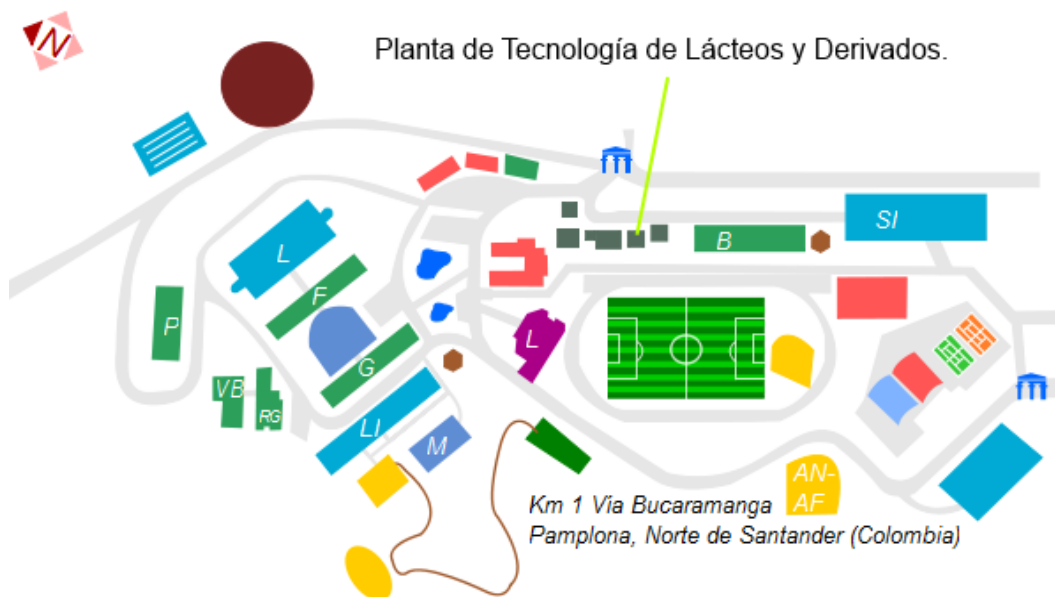 N
Planta de Tecnología de Lácteos y Derivados.
SI
B
L
F
P
L
G
VB
RG
LI
M
AN-
AF
Km 1 Via Bucaramanga
Pamplona, Norte de Santander (Colombia)